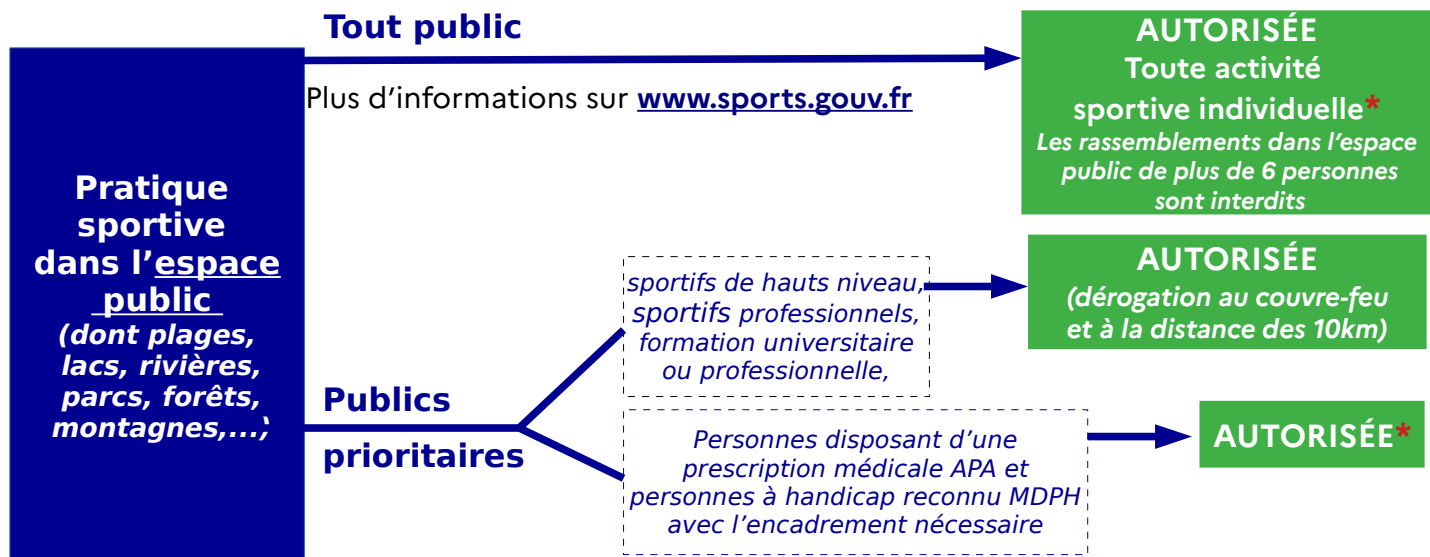 Pratique
sportive
dans l’espace
public
(dont plages,
lacs, rivières,
parcs, forêts,
montagnes,...)
Tout public
Plus d’informations sur www.sports.gouv.fr
AUTORISÉE
Toute activité
sportive individuelle*
Les rassemblements dans l’espace
public de plus de 6 personnes
sont interdits
Publics
prioritaires
sportifs de hauts niveau,
sportifs professionnels,
formation universitaire
ou professionnelle,
AUTORISÉE
(dérogation au couvre-feu
et à la distance des 10km)
Personnes disposant d’une
prescription médicale APA et
personnes à handicap reconnu MDPH
avec l’encadrement nécessaire
AUTORISÉE*